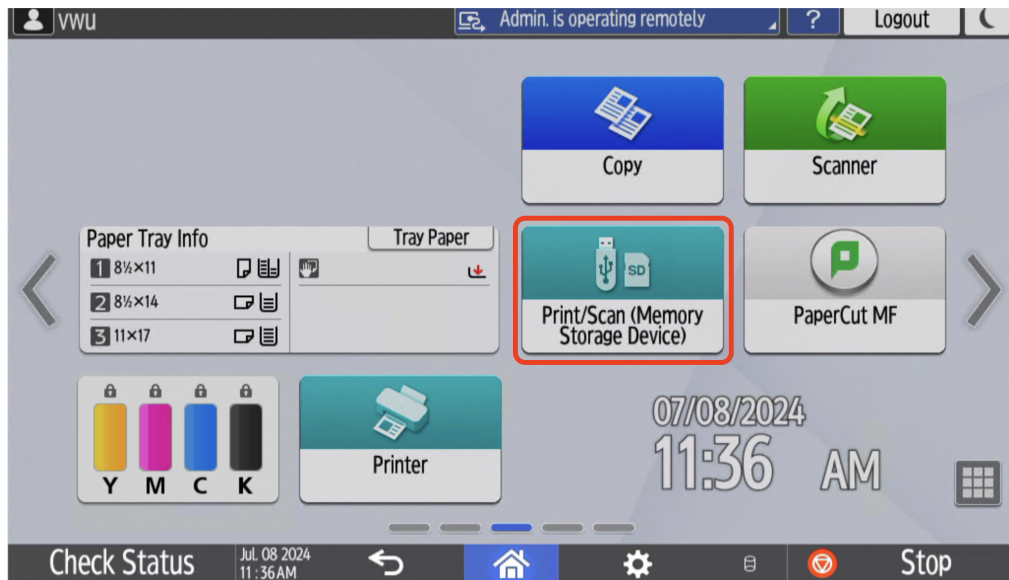 vwu
Admin. is operating remotely
?
Logout
Copy
Scanner
Paper Tray Info
Tray Paper
1 8½×11
2 8½×14
3 11×17
SD
Print/Scan (Memory
Storage Device)
PaperCut MF
Y M C K
Printer
07/08/2024
11:36 AM
Check Status
Jul. 08 2024
11:36AM
Stop